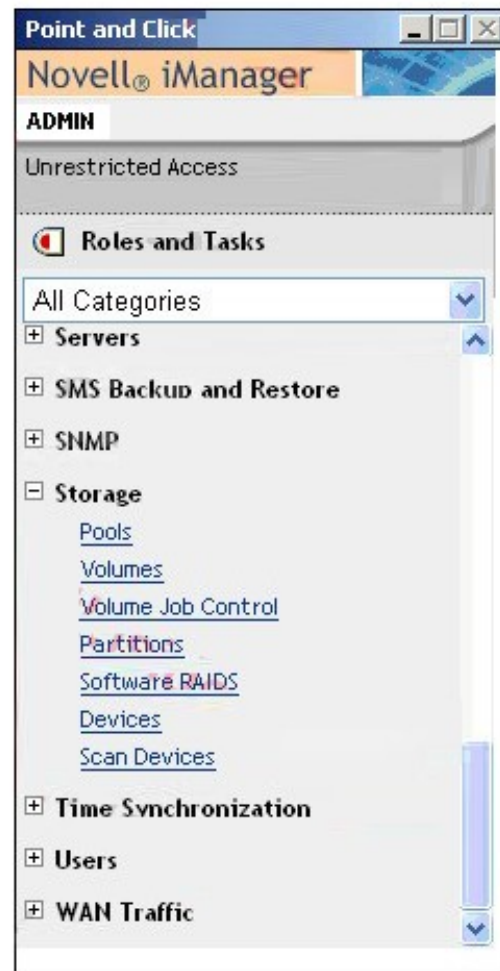 Point and Click
Novell® iManager
ADMIN
Unrestricted Access
Roles and Tasks
All Categories
Servers
SMS Backup and Restore
SNMP
Storage
Pools
Volumes
Volume Job Control
Partitions
Software RAIDS
Devices
Scan Devices
Time Synchronization
Users
WAN Traffic